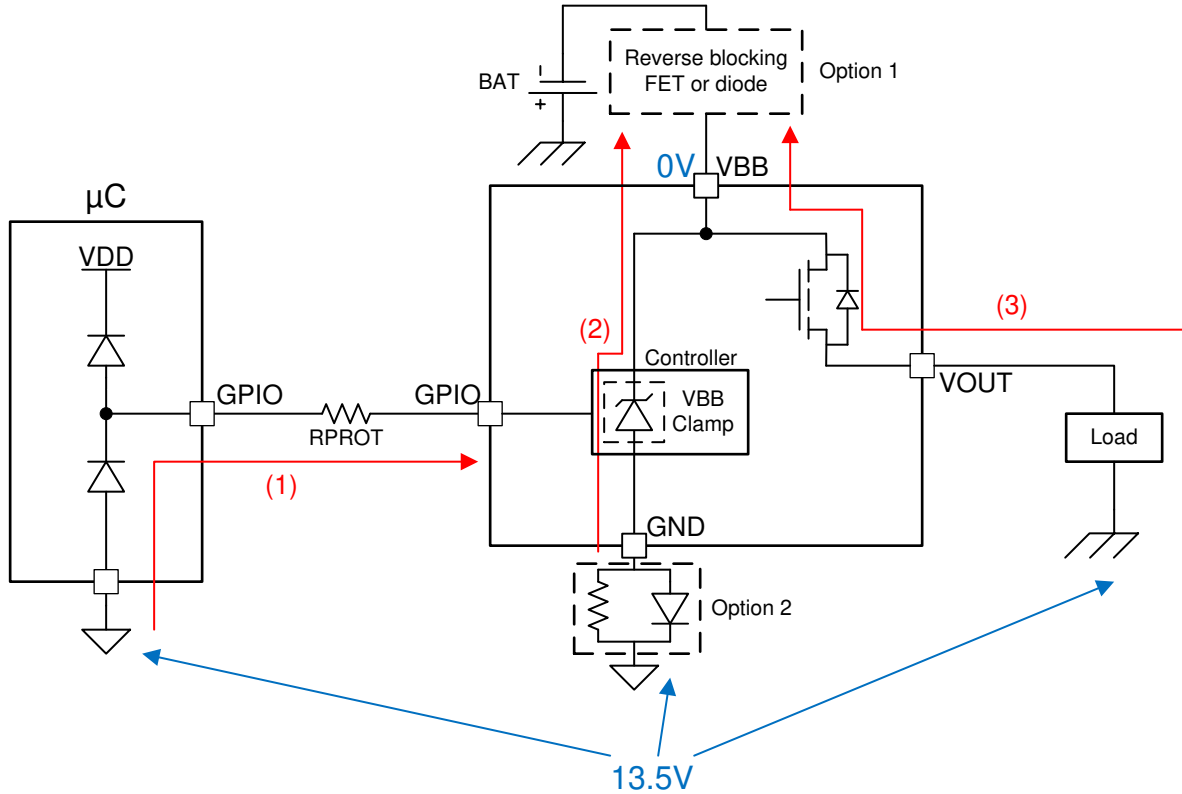 Reverse blocking
FET or diode
Option 1
BAT
-
+
0V
VBB
µC
VDD
(2)
(3)
Controller
GPIO
GPIO
VBB
Clamp
VOUT
RPROT
Load
(1)
GND
Option 2
13.5V